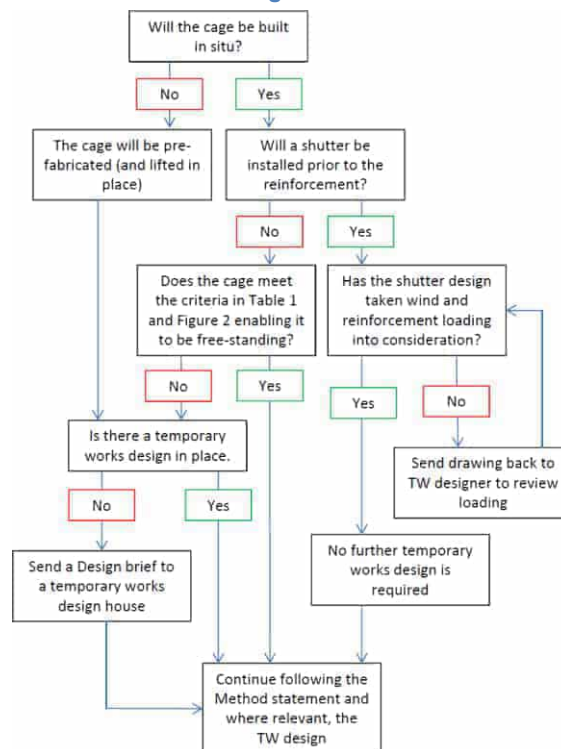 Will the cage be built
in situ?
No
Yes
The cage will be pre-
fabricated (and lifted in
place)
Will a shutter be
installed prior to the
reinforcement?
No
Yes
Does the cage meet
the criteria in Table 1
and Figure 2 enabling it
to be free-standing?
Has the shutter design
taken wind and
reinforcement loading
into consideration?
No
Yes
Yes
No
Is there a temporary
works design in place.
Send drawing back to
TW designer to review
loading
No
Yes
Send a Design brief to
a temporary works
design house
No further temporary
works design is
required
Continue following the
Method statement and
where relevant, the
TW design